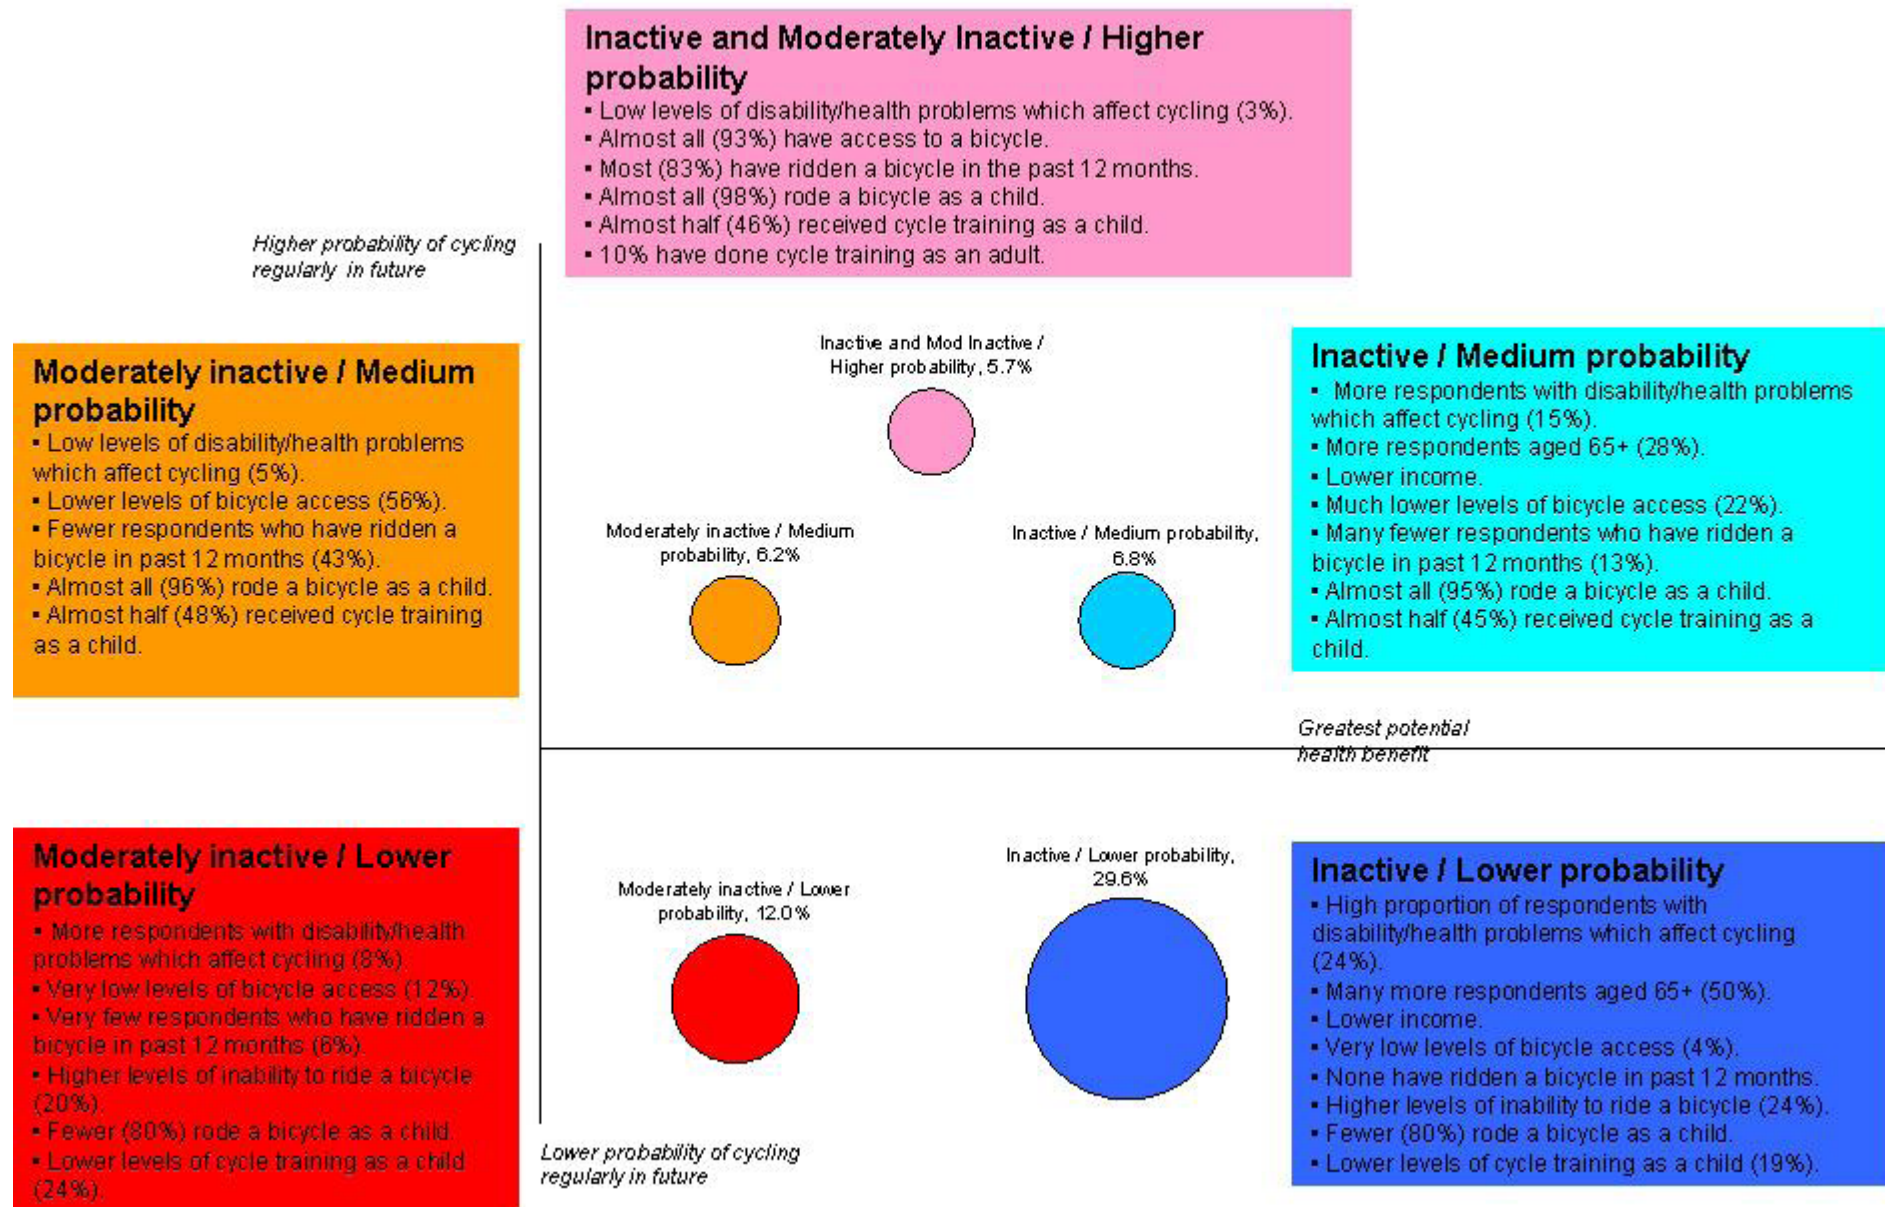 Inactive and Moderately Inactive / Higher
probability
▪ Low levels of disability/health problems which affect cycling (3%).
▪ Almost all (93%) have access to a bicycle.
▪ Most (83%) have ridden a bicycle in the past 12 months.
▪ Almost all (98%) rode a bicycle as a child.
▪ Almost half (46%) received cycle training as a child.
▪ 10% have done cycle training as an adult.
Higher probability of cycling
regularly in future
Moderately inactive / Medium
probability
▪ Low levels of disability/health problems
which affect cycling (5%).
▪ Lower levels of bicycle access (56%).
▪ Fewer respondents who have ridden a
bicycle in past 12 months (43%).
▪ Almost all (96%) rode a bicycle as a child.
▪ Almost half (48%) received cycle training
as a child.
Inactive and Mod Inactive /
Higher probability, 5.7%
Moderately inactive / Medium
probability, 6.2%
Inactive / Medium probability,
6.8%
Inactive / Medium probability
▪ More respondents with disability/health problems
which affect cycling (15%).
▪ More respondents aged 65+ (28%).
▪ Lower income.
▪ Much lower levels of bicycle access (22%).
▪ Many fewer respondents who have ridden a
bicycle in past 12 months (13%).
▪ Almost all (95%) rode a bicycle as a child.
▪ Almost half (45%) received cycle training as a
child.
Greatest potential
health benefit
Moderately inactive / Lower
probability
▪ More respondents with disability/health
problems which affect cycling (8%)
▪ Very low levels of bicycle access (12%).
▪ Very few respondents who have ridden a
bicycle in past 12 months (6%).
▪ Higher levels of inability to ride a bicycle
(20%).
▪ Fewer (80%) rode a bicycle as a child.
▪ Lower levels of cycle training as a child
(24%).
Moderately inactive / Lower
probability, 12.0%
Inactive / Lower probability,
29.6%
Inactive / Lower probability
▪ High proportion of respondents with
disability/health problems which affect cycling
(24%).
▪ Many more respondents aged 65+ (50%).
▪ Lower income.
▪ Very low levels of bicycle access (4%).
▪ None have ridden a bicycle in past 12 months.
▪ Higher levels of inability to ride a bicycle (24%).
▪ Fewer (80%) rode a bicycle as a child.
▪ Lower levels of cycle training as a child (19%).
Lower probability of cycling
regularly in future